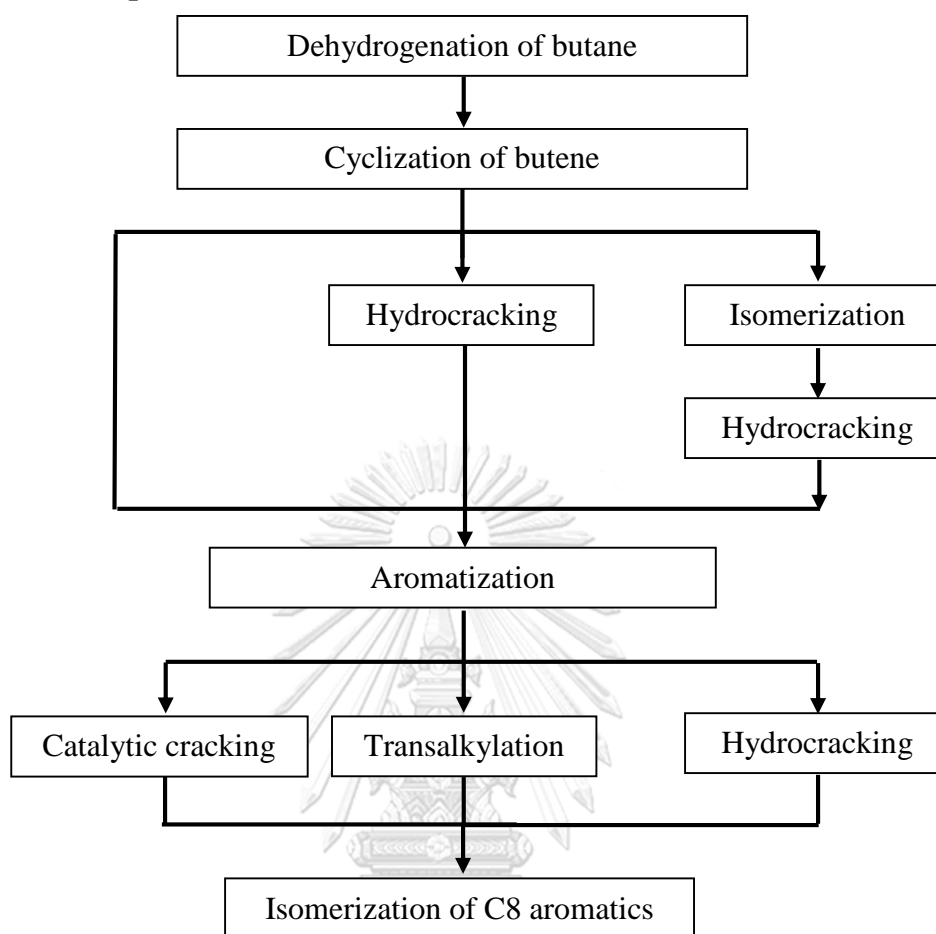 Dehydrogenation of butane
Cyclization of butene
Hydrocracking
Isomerization
Hydrocracking
Aromatization
Catalytic cracking
Transalkylation
Hydrocracking
Isomerization of C8 aromatics